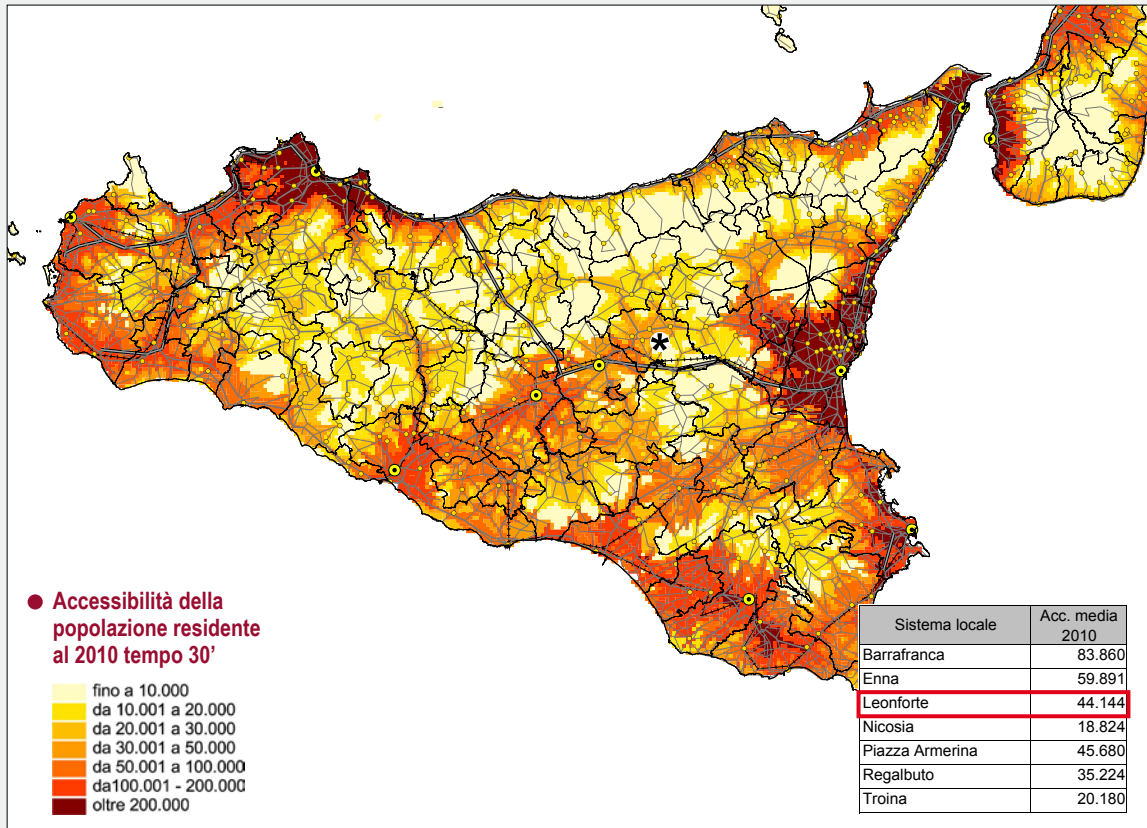 *
● Accessibilità della
popolazione residente
al 2010 tempo 30’
fino a 10.000
da 10.001 a 20.000
da 20.001 a 30.000
da 30.001 a 50.000
da 50.001 a 100.000
da100.001 - 200.000
oltre 200.000
Sistema locale Acc. media
2010
Barrafranca 83.860
Enna 59.891
Leonforte 44.144
Nicosia 18.824
Piazza Armerina 45.680
Regalbuto 35.224
Troina 20.180